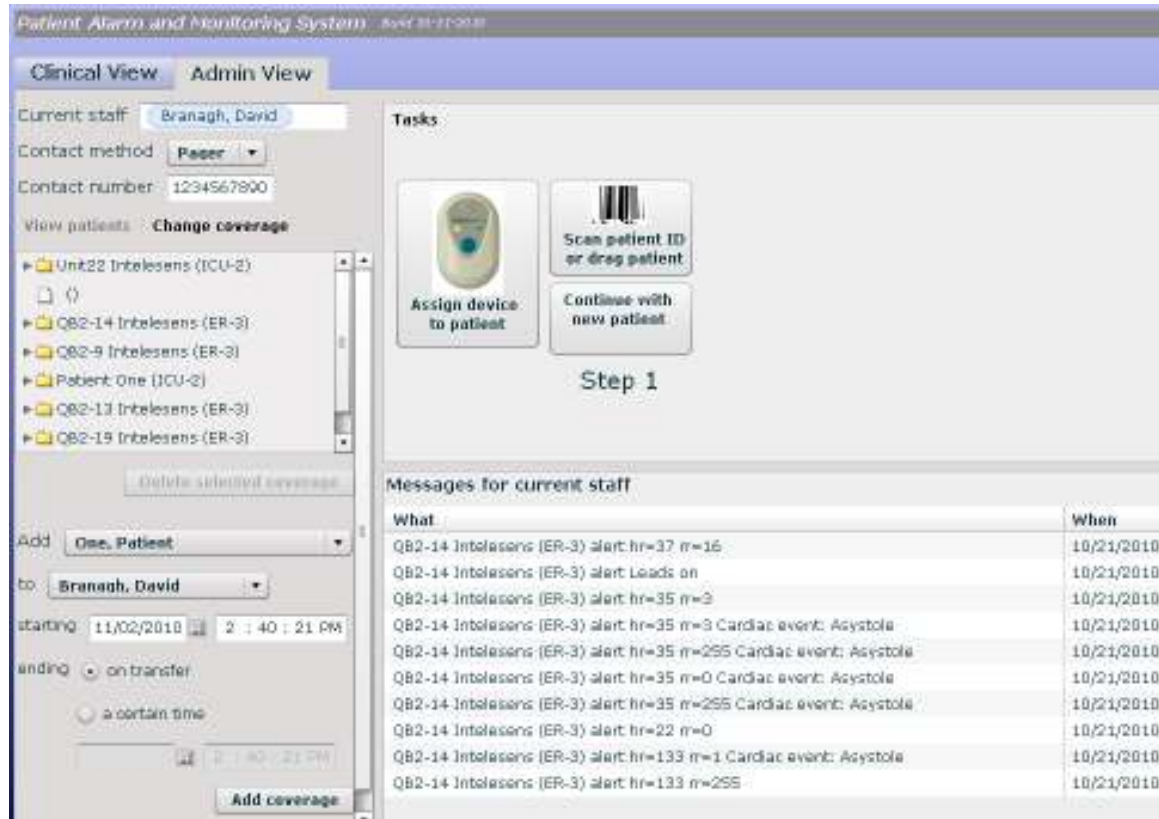 Patient Alarm and Monitoring System
Clinical View Admin View
Current staff Branagh, David
Contact method Pager
Contact number 1234567890
View patients Change coverage
Unit22 Intelesens (ICU-2)
()
QB2-14 Intelesens (ER-3)
QB2-9 Intelesens (ER-3)
Patient One (ICU-2)
QB2-13 Intelesens (ER-3)
QB2-19 Intelesens (ER-3)
Delete selected coverage
Add One, Patient
to Branagh, David
starting 11/02/2010 2 : 40 : 21 PM
ending on transfer
a certain time
2 : 40 : 21 PM
Add coverage
Tasks
Assign device
to patient
Scan patient ID
or drag patient
Continue with
new patient
Step 1
Messages for current staff
What When
QB2-14 Intelesens (ER-3) alert hr=37 rr=16 10/21/2010
QB2-14 Intelesens (ER-3) alert Leads on 10/21/2010
QB2-14 Intelesens (ER-3) alert hr=35 rr=3 10/21/2010
QB2-14 Intelesens (ER-3) alert hr=35 rr=3 Cardiac event: Asystole 10/21/2010
QB2-14 Intelesens (ER-3) alert hr=35 rr=255 Cardiac event: Asystole 10/21/2010
QB2-14 Intelesens (ER-3) alert hr=35 rr=0 Cardiac event: Asystole 10/21/2010
QB2-14 Intelesens (ER-3) alert hr=35 rr=255 Cardiac event: Asystole 10/21/2010
QB2-14 Intelesens (ER-3) alert hr=22 rr=0 10/21/2010
QB2-14 Intelesens (ER-3) alert hr=133 rr=1 Cardiac event: Asystole 10/21/2010
QB2-14 Intelesens (ER-3) alert hr=133 rr=255 10/21/2010